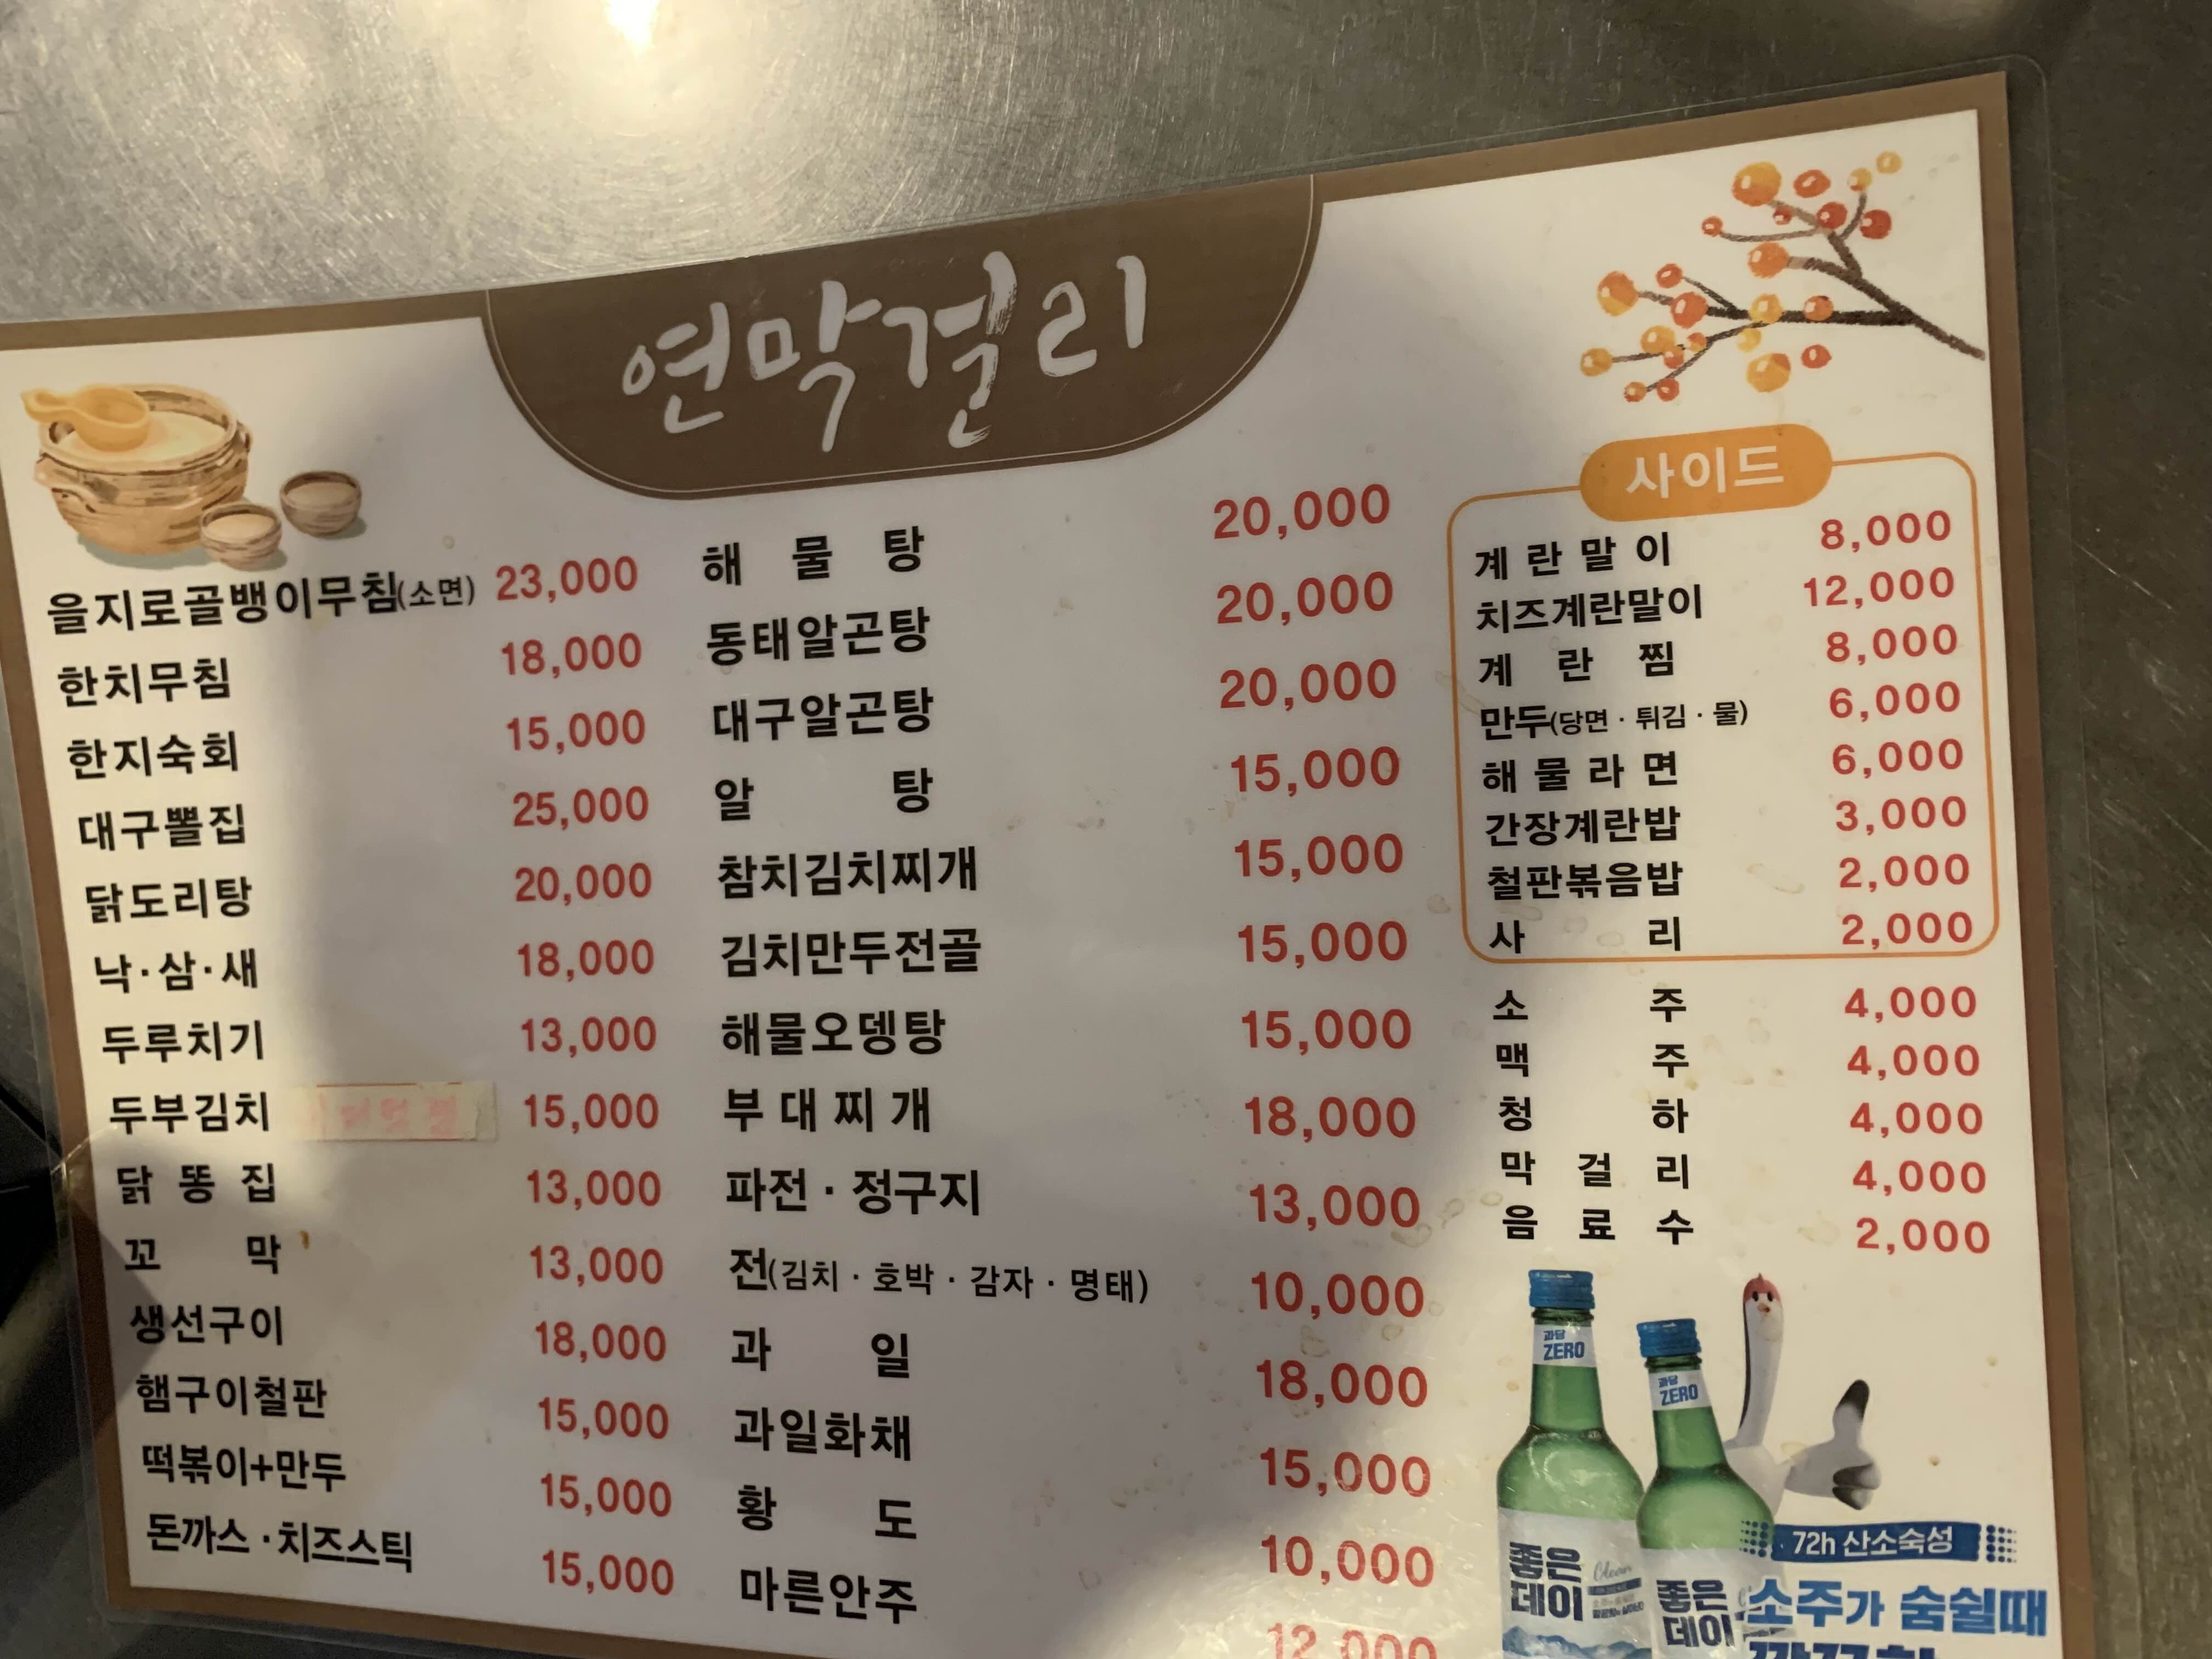 연막걸리
을지로골뱅이무침(소면) 23,000
한치무침 18,000
한지숙회 15,000
대구뽈집 25,000
닭도리탕 20,000
낙·삼·새 18,000
두루치기 13,000
두부김치 15,000
닭똥집 13,000
꼬막 13,000
생선구이 18,000
햄구이철판 15,000
떡볶이+만두 15,000
돈까스·치즈스틱 15,000
해물탕 20,000
동태알곤탕 20,000
대구알곤탕 20,000
알탕 15,000
참치김치찌개 15,000
김치만두전골 15,000
해물오뎅탕 15,000
부대찌개 18,000
파전·정구지 13,000
전(김치·호박·감자·명태) 10,000
과일 18,000
과일화채 15,000
황도 10,000
마른안주 12,000
사이드
계란말이 8,000
치즈계란말이 12,000
계란찜 8,000
만두(당면·튀김·물) 6,000
해물라면 6,000
간장계란밥 3,000
철판볶음밥 2,000
사리 2,000
소주 4,000
맥주 4,000
청하 4,000
막걸리 4,000
음료수 2,000
과당
ZERO
과당
ZERO
좋은
데이
Clean
좋은
데이
72h 산소숙성
소주가 숨쉴때